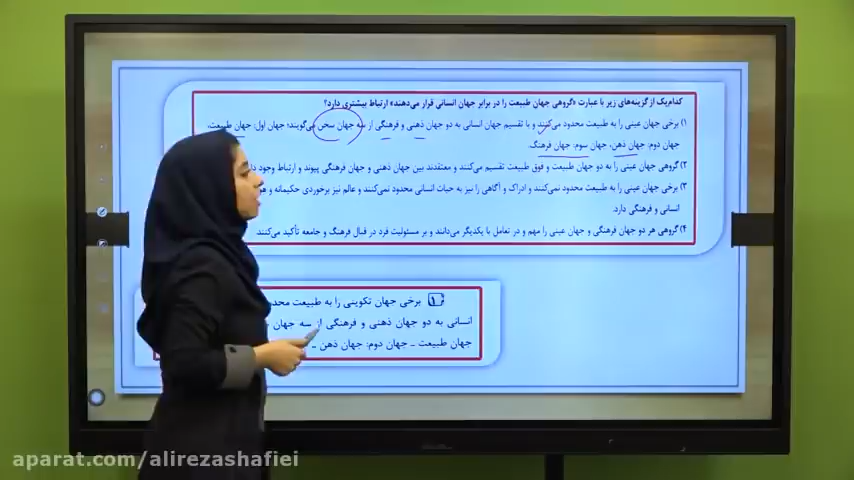 کدام‌یک از گزینه‌های زیر با عبارت «گروهی جهان طبیعت را در برابر جهان انسانی قرار می‌دهند» ارتباط بیشتری دارد؟
۱) برخی جهان عینی را به طبیعت محدود می‌کنند و با تقسیم جهان انسانی به دو جهان ذهنی و فرهنگی از سه جهان سخن می‌گویند؛ جهان اول: جهان طبیعت،
جهان دوم: جهان ذهن، جهان سوم: جهان فرهنگ.
۲) گروهی جهان عینی را به دو جهان طبیعت و فوق طبیعت تقسیم می‌کنند و معتقدند بین جهان ذهنی و جهان فرهنگی پیوند و ارتباط وجود
۳) برخی جهان عینی را به طبیعت محدود نمی‌کنند و ادراک و آگاهی را نیز به حیات انسانی محدود نمی‌کنند و عالم نیز برخوردی حکیمانه و
انسانی و فرهنگی دارد.
۴) گروهی هر دو جهان فرهنگی و جهان عینی را مهم و در تعامل با یکدیگر می‌دانند و بر مسئولیت فرد در قبال فرهنگ و جامعه تأکید می‌کنند.
برخی جهان تکوینی را به طبیعت
انسانی به دو جهان ذهنی و فرهنگی از سه جهان
جهان طبیعت ـ جهان دوم: جهان ذهن ـ
aparat.com/alirezashafiei